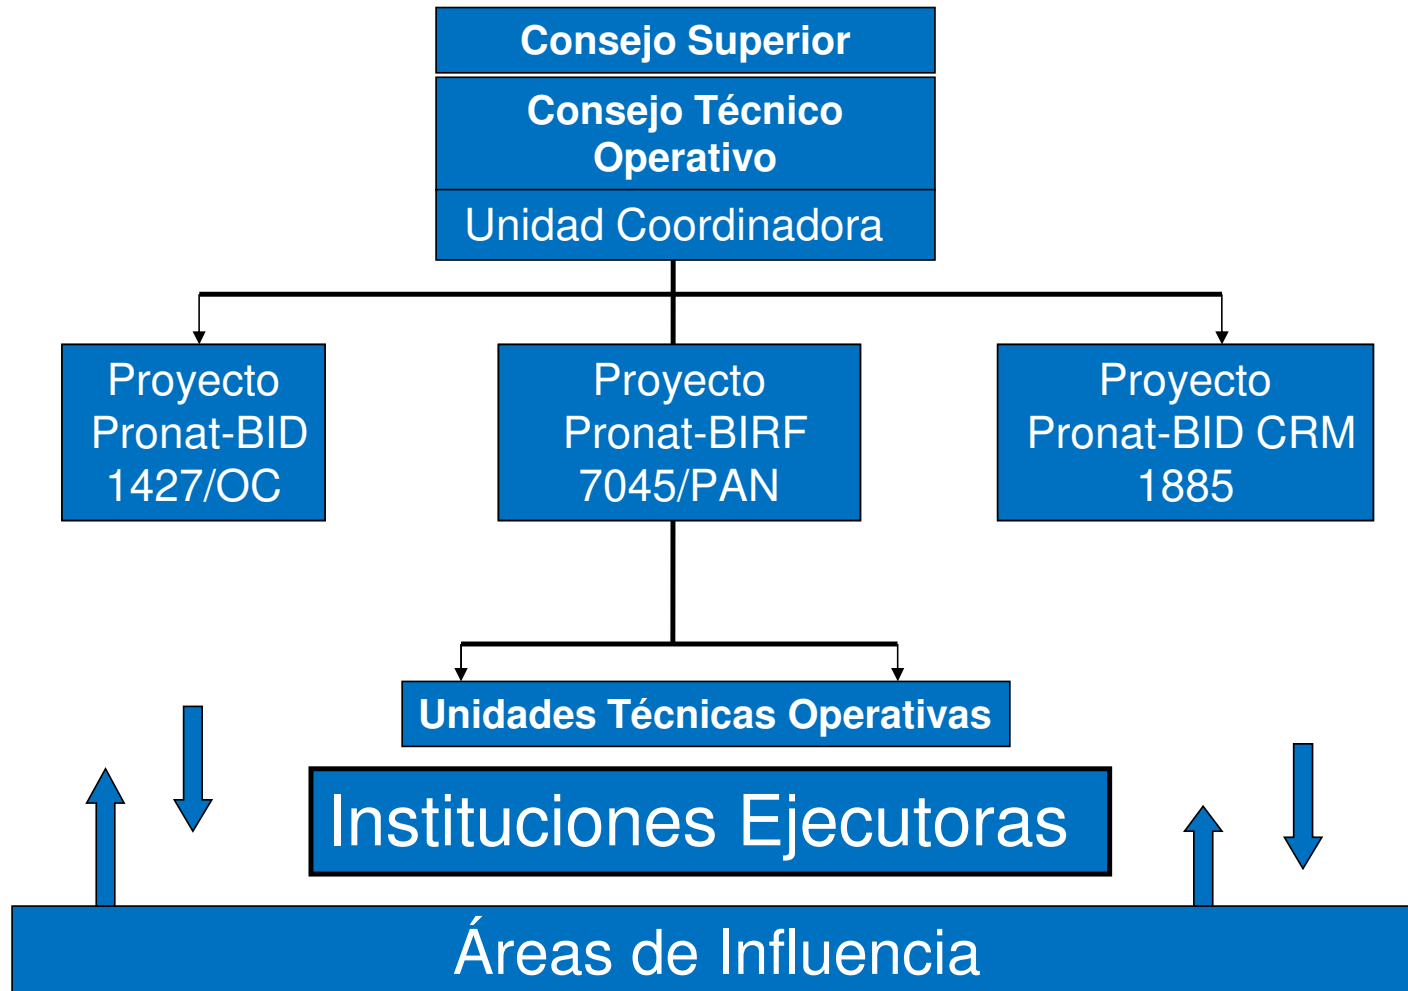 Consejo Superior
Consejo Técnico
Operativo
Unidad Coordinadora
Proyecto
Pronat-BID
1427/OC
Proyecto
Pronat-BIRF
7045/PAN
Proyecto
Pronat-BID CRM
1885
Unidades Técnicas Operativas
Instituciones Ejecutoras
Áreas de Influencia